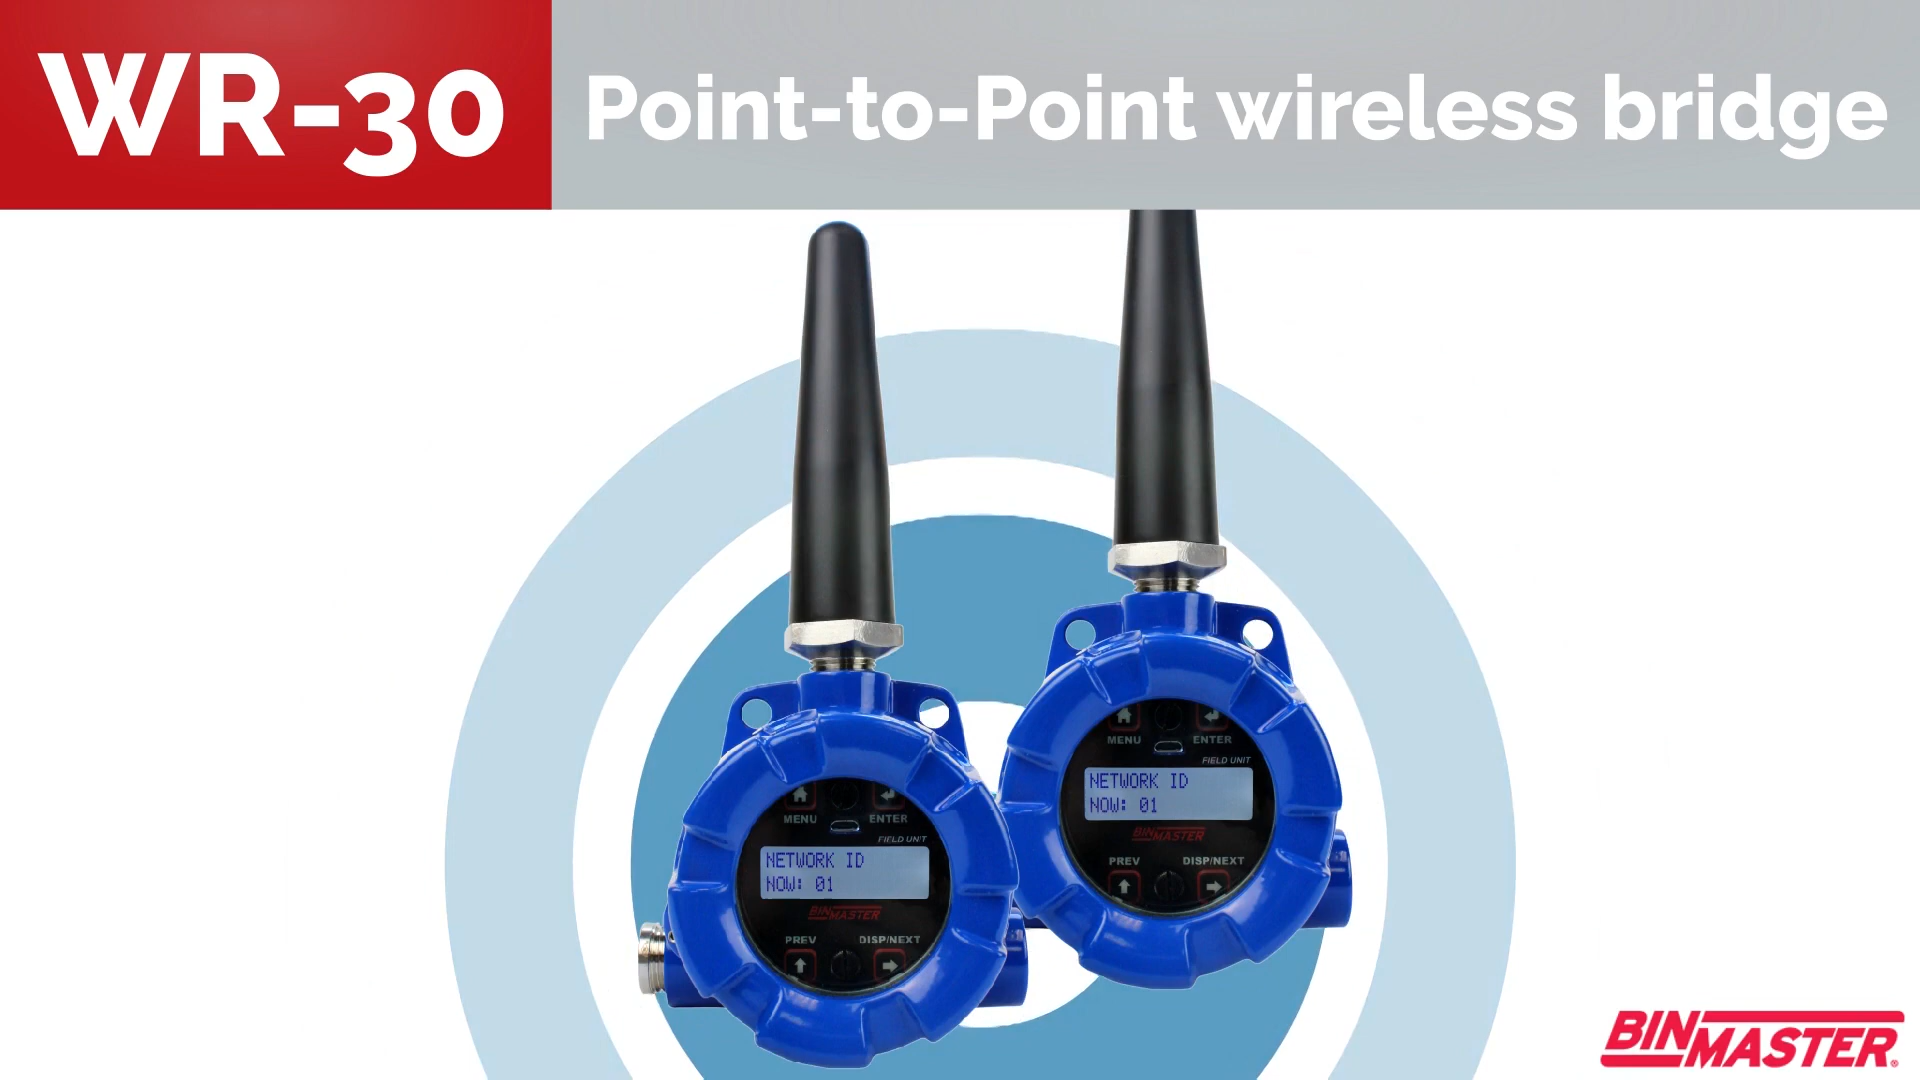 WR-30
Point-to-Point wireless bridge
MENU
ENTER
FIELD UNIT
NETWORK ID
NOW: 01
BINMASTER
PREV
DISP/NEXT
MENU
ENTER
FIELD UNIT
NETWORK ID
NOW: 01
BINMASTER
PREV
DISP/NEXT
BINMASTER®